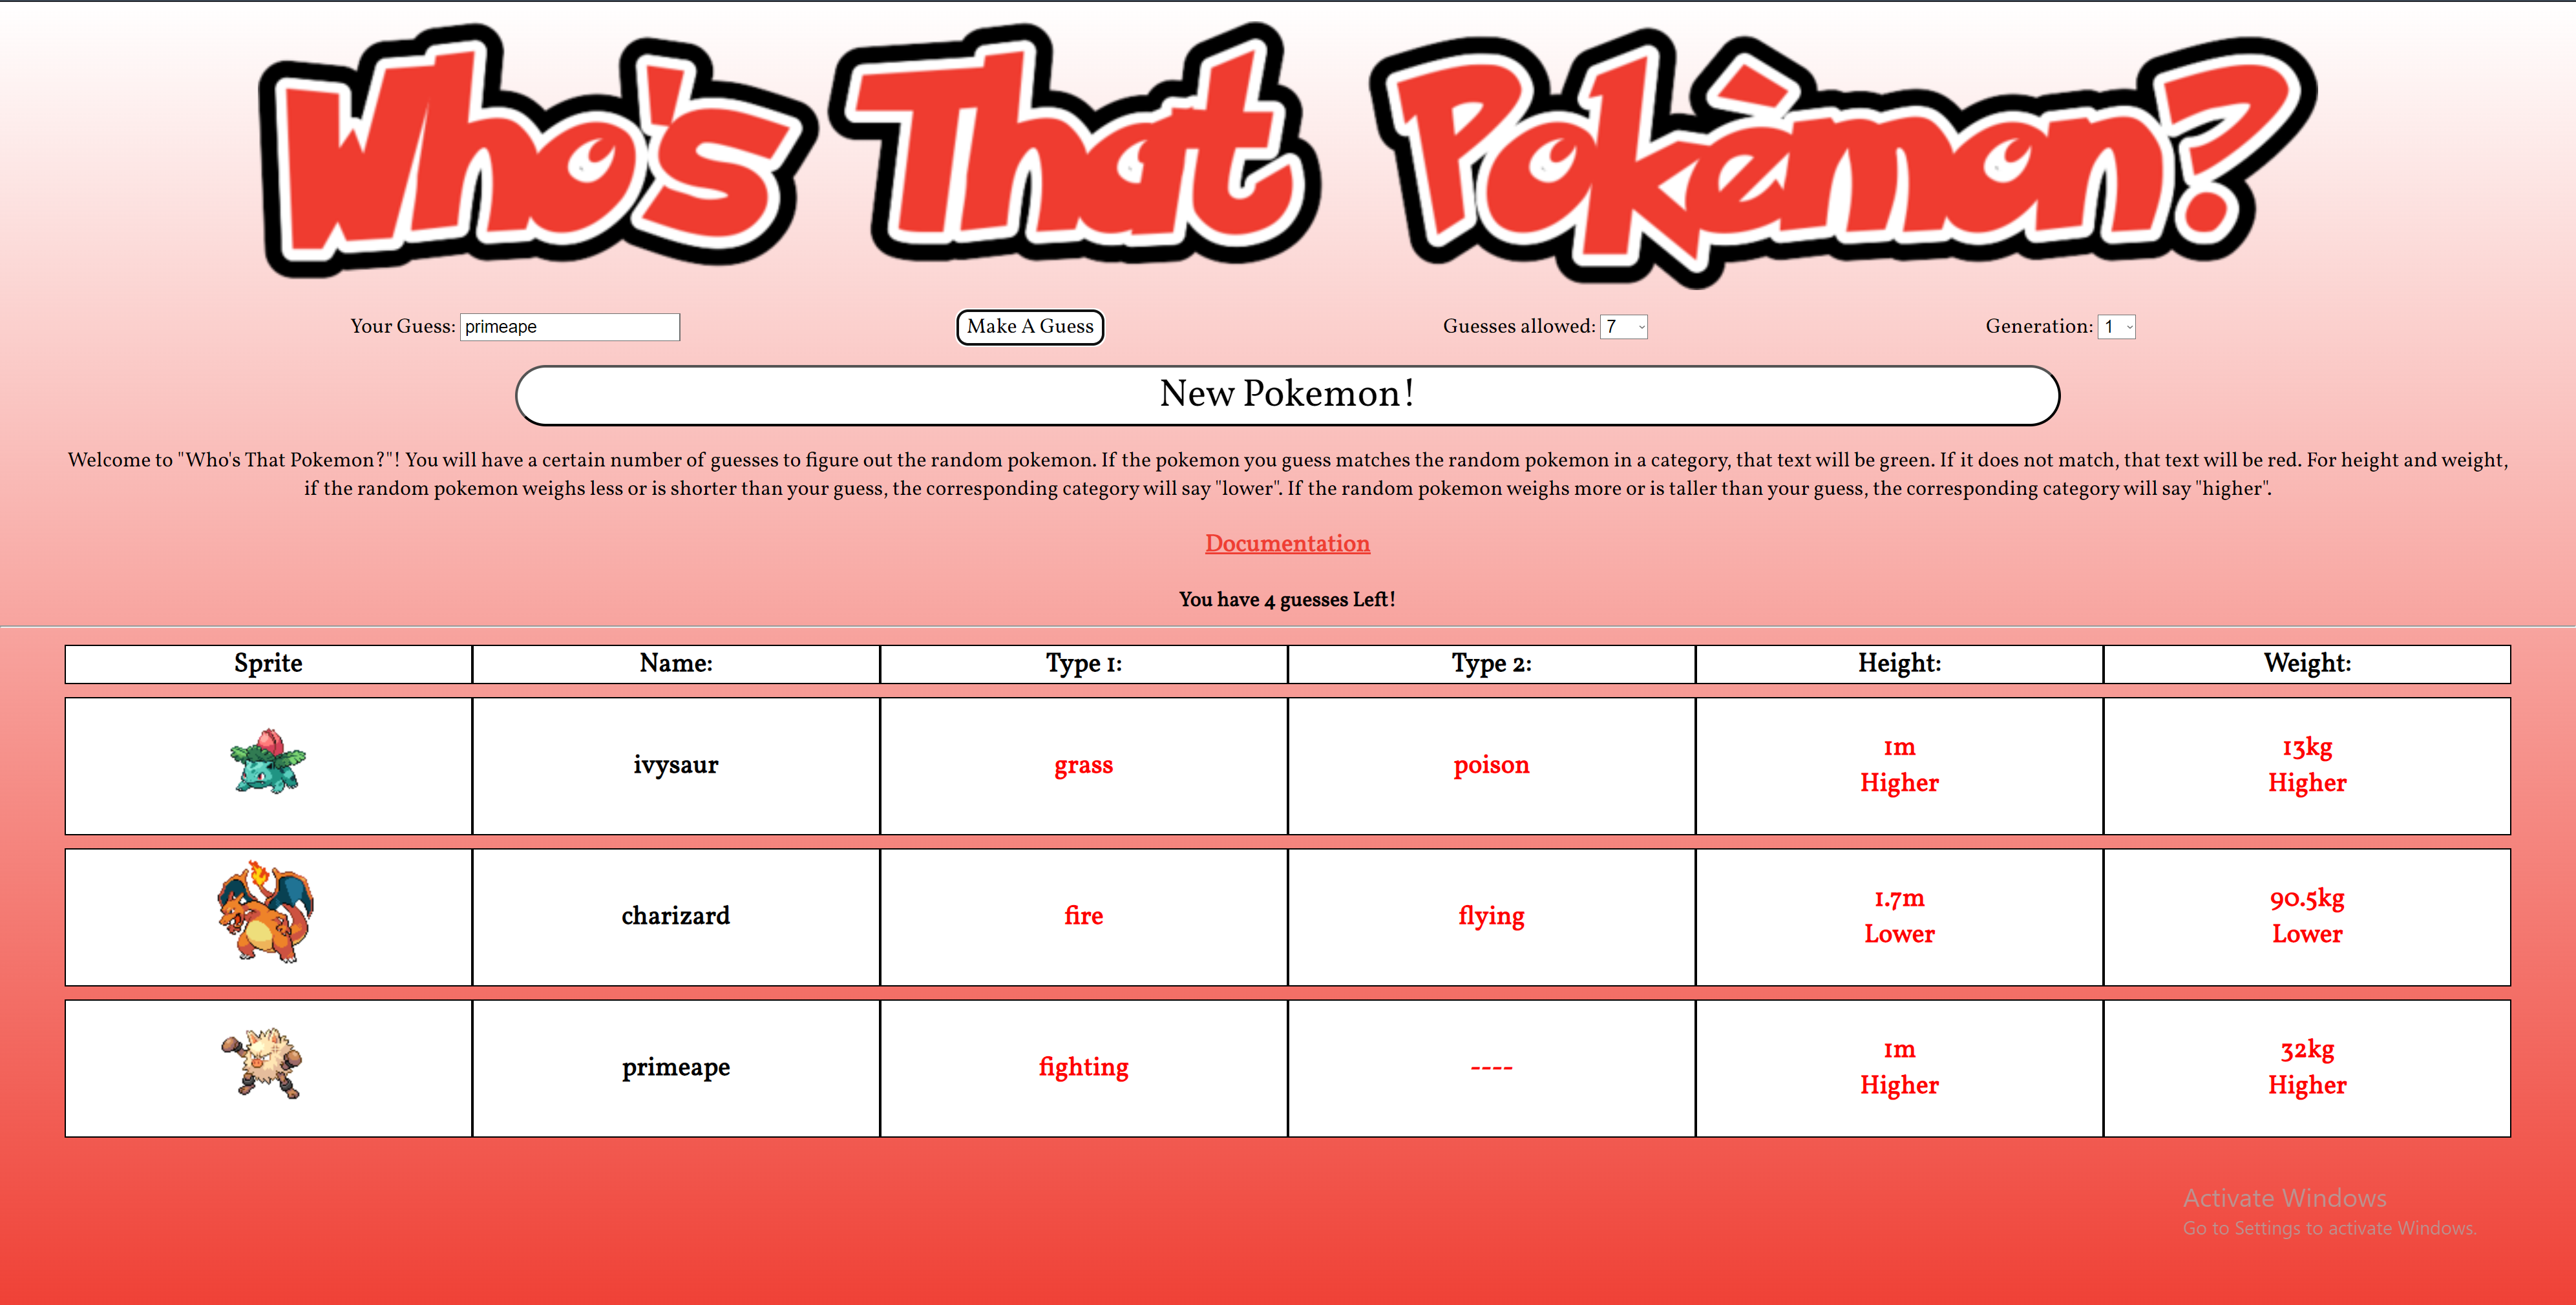 Who's That Pokémon?
Your Guess: primeape Make A Guess Guesses allowed: 7 Generation: 1
New Pokemon!
Welcome to "Who's That Pokemon?"! You will have a certain number of guesses to figure out the random pokemon. If the pokemon you guess matches the random pokemon in a category, that text will be green. If it does not match, that text will be red. For height and weight,
if the random pokemon weighs less or is shorter than your guess, the corresponding category will say "lower". If the random pokemon weighs more or is taller than your guess, the corresponding category will say "higher".
Documentation
You have 4 guesses Left!
Sprite Name: Type 1: Type 2: Height: Weight:
ivysaur grass poison 1m Higher 13kg Higher
charizard fire flying 1.7m Lower 90.5kg Lower
primeape fighting ---- 1m Higher 32kg Higher
Activate Windows
Go to Settings to activate Windows.